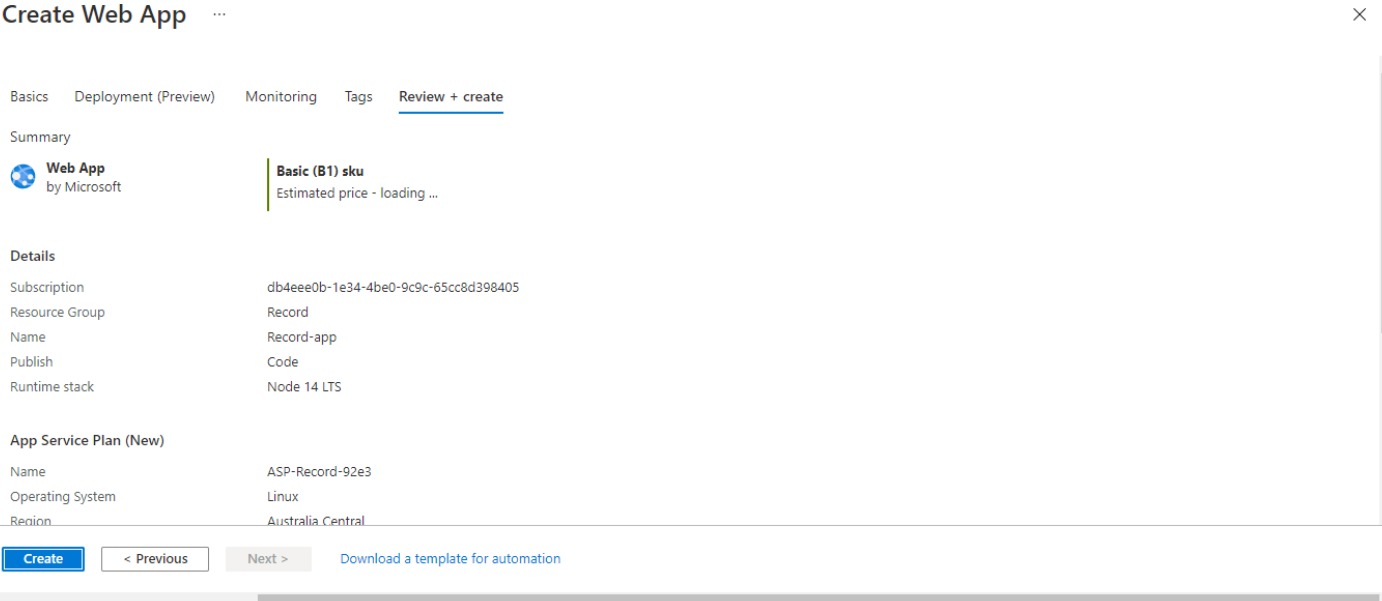 Create Web App ...
Basics Deployment (Preview) Monitoring Tags Review + create
Summary
Web App
by Microsoft
Basic (B1) sku
Estimated price - loading ...
Details
Subscription db4eee0b-1e34-4be0-9c9c-65cc8d398405
Resource Group Record
Name Record-app
Publish Code
Runtime stack Node 14 LTS
App Service Plan (New)
Name ASP-Record-92e3
Operating System Linux
Region Australia Central
Create < Previous Next > Download a template for automation